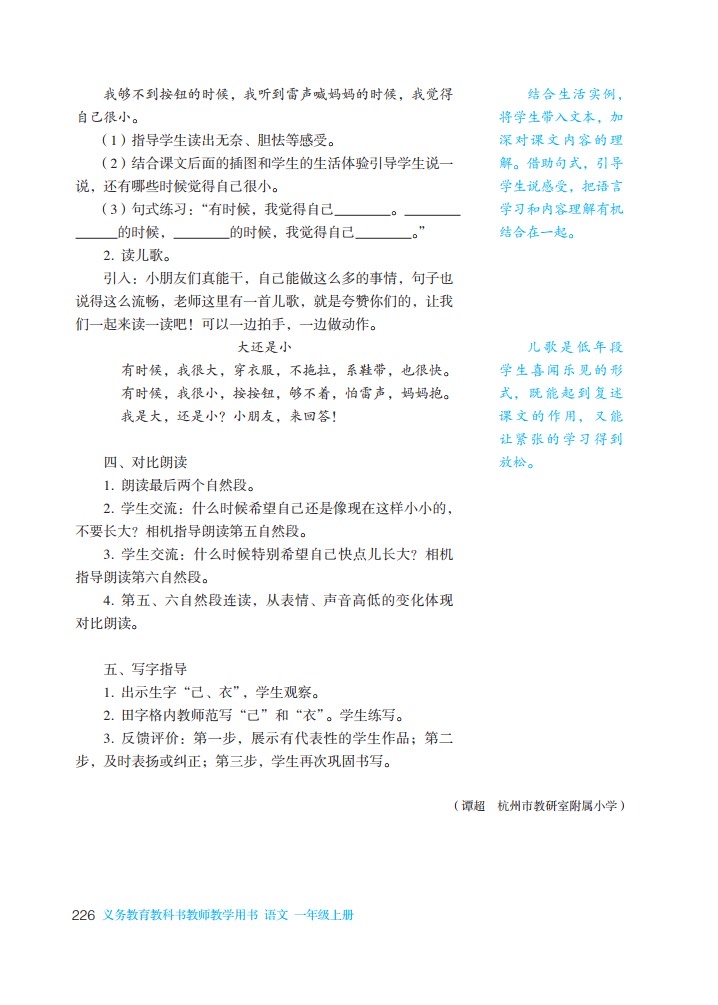 我够不到按钮的时候，我听到雷声喊妈妈的时候，我觉得
自己很小。
（1）指导学生读出无奈、胆怯等感受。
（2）结合课文后面的插图和学生的生活体验引导学生说一
说，还有哪些时候觉得自己很小。
（3）句式练习：“有时候，我觉得自己________。________
______的时候，________的时候，我觉得自己________。”
2. 读儿歌。
引入：小朋友们真能干，自己能做这么多的事情，句子也
说得这么流畅，老师这里有一首儿歌，就是夸赞你们的，让我
们一起来读一读吧！可以一边拍手，一边做动作。
大还是小
有时候，我很大，穿衣服，不拖拉，系鞋带，也很快。
有时候，我很小，按按钮，够不着，怕雷声，妈妈抱。
我是大，还是小？小朋友，来回答！
四、对比朗读
1. 朗读最后两个自然段。
2. 学生交流：什么时候希望自己还是像现在这样小小的，
不要长大？相机指导朗读第五自然段。
3. 学生交流：什么时候特别希望自己快点儿长大？相机
指导朗读第六自然段。
4. 第五、六自然段连读，从表情、声音高低的变化体现
对比朗读。
五、写字指导
1. 出示生字“己、衣”，学生观察。
2. 田字格内教师范写“己”和“衣”。学生练写。
3. 反馈评价：第一步，展示有代表性的学生作品；第二
步，及时表扬或纠正；第三步，学生再次巩固书写。
（谭超　杭州市教研室附属小学）
结合生活实例，
将学生带入文本，加
深对课文内容的理
解。借助句式，引导
学生说感受，把语言
学习和内容理解有机
结合在一起。
儿歌是低年段
学生喜闻乐见的形
式，既能起到复述
课文的作用，又能
让紧张的学习得到
放松。
226 义务教育教科书教师教学用书 语文 一年级上册